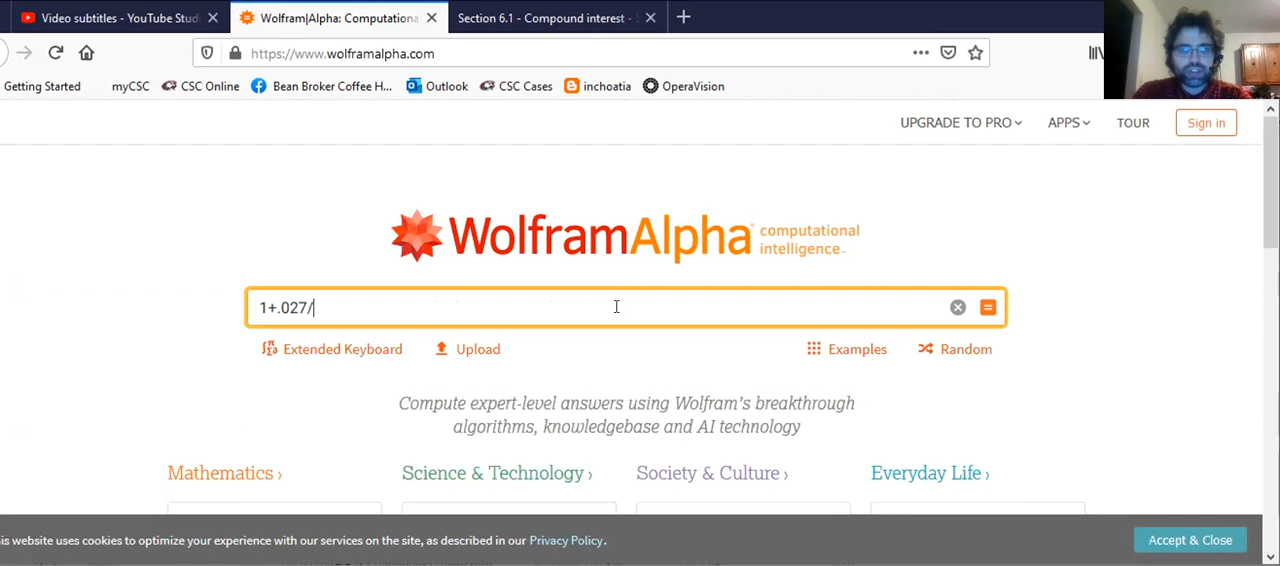 Video subtitles - YouTube Stud
Wolfram|Alpha: Computationa
Section 6.1 - Compound interest -
https://www.wolframalpha.com
Getting Started
myCSC
CSC Online
Bean Broker Coffee H...
Outlook
CSC Cases
inchoatia
OperaVision
UPGRADE TO PRO
APPS
TOUR
Sign in
WolframAlpha computational intelligence™
1+.027/
Extended Keyboard
Upload
Examples
Random
Compute expert-level answers using Wolfram's breakthrough
algorithms, knowledgebase and AI technology
Mathematics ›
Science & Technology ›
Society & Culture ›
Everyday Life ›
his website uses cookies to optimize your experience with our services on the site, as described in our Privacy Policy.
Accept & Close